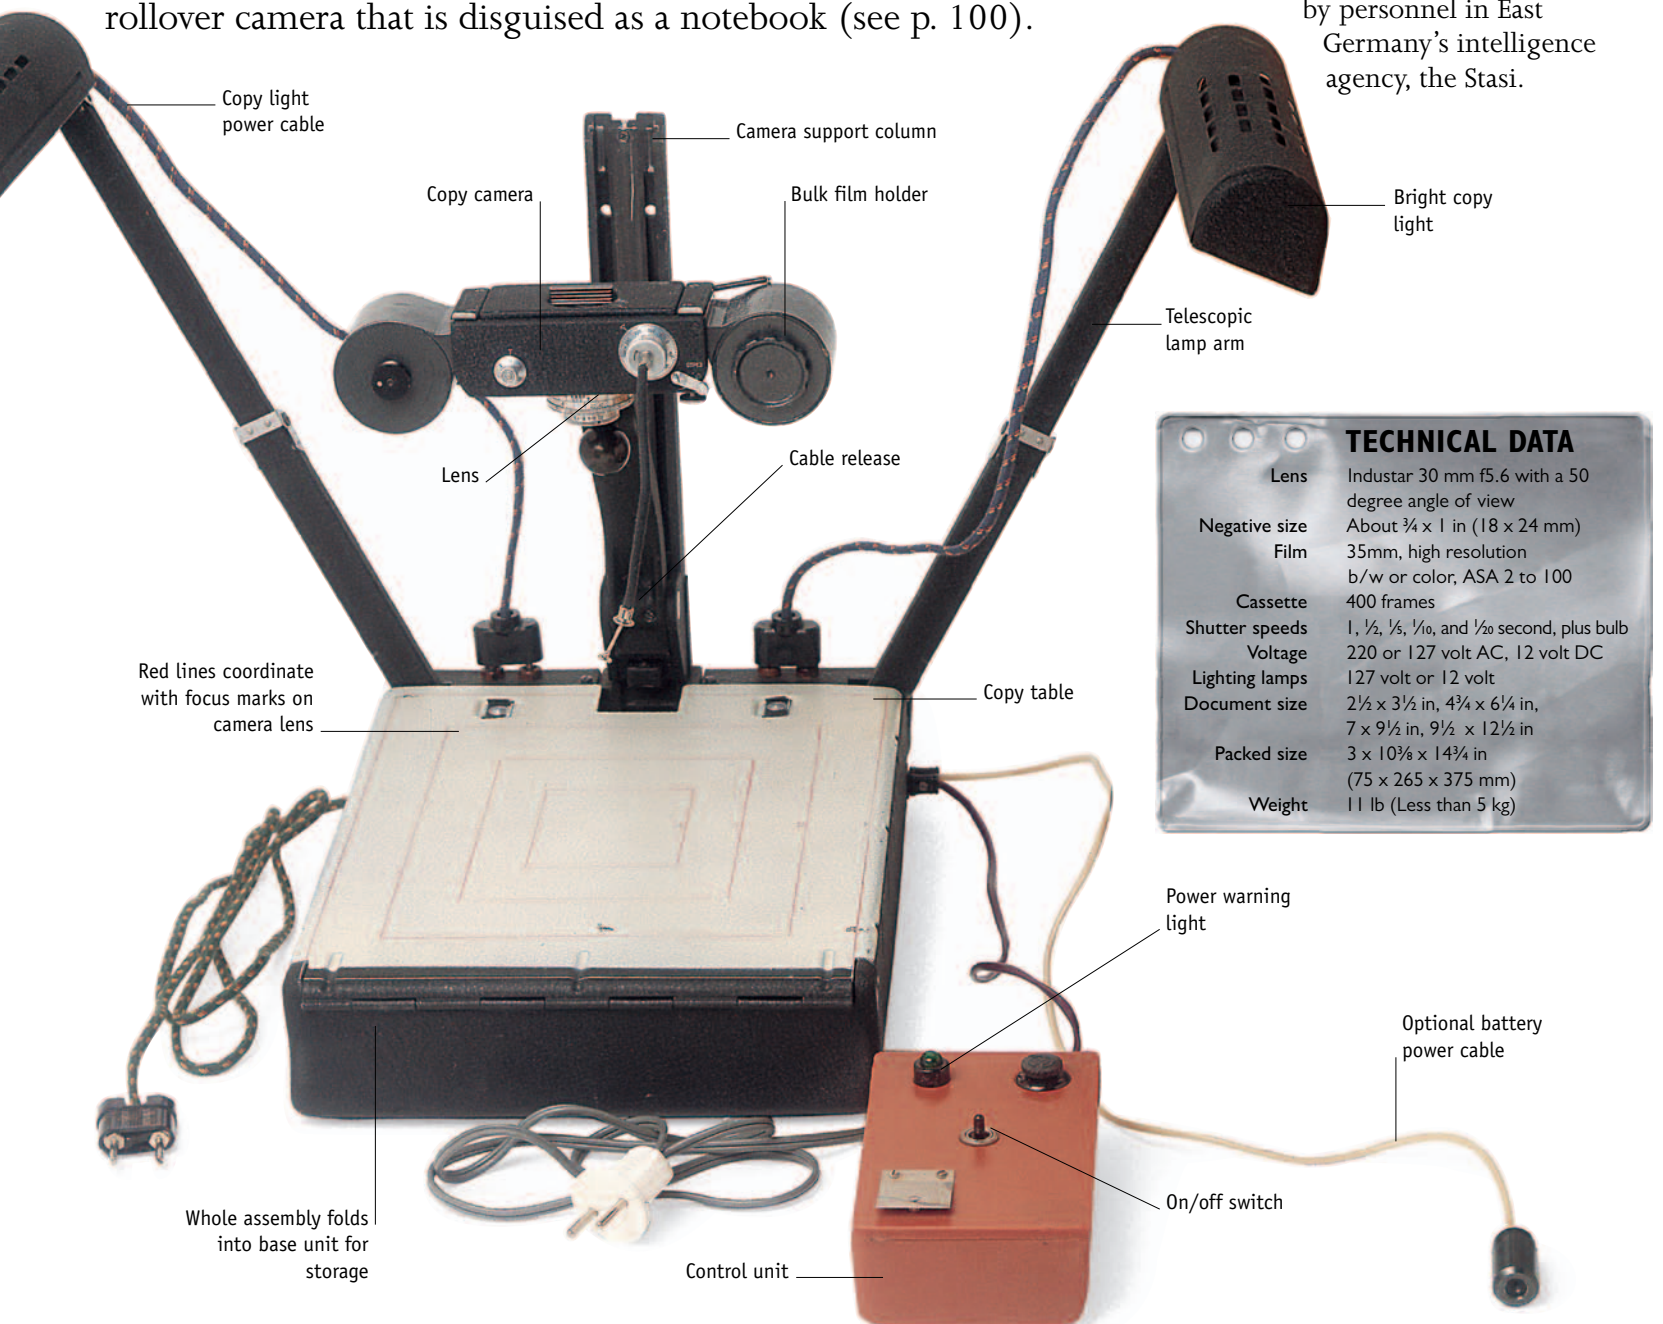 rollover camera that is disguised as a notebook (see p. 100).
by personnel in East
Germany's intelligence
agency, the Stasi.
Copy light
power cable
Camera support column
Copy camera
Bulk film holder
Bright copy
light
Telescopic
lamp arm
Lens
Cable release
Red lines coordinate
with focus marks on
camera lens
Copy table
TECHNICAL DATA
Lens Industar 30 mm f5.6 with a 50
degree angle of view
Negative size About ¾ x 1 in (18 x 24 mm)
Film 35mm, high resolution
b/w or color, ASA 2 to 100
Cassette 400 frames
Shutter speeds 1, ½, ⅕, ⅒, and 1/20 second, plus bulb
Voltage 220 or 127 volt AC, 12 volt DC
Lighting lamps 127 volt or 12 volt
Document size 2½ x 3½ in, 4¾ x 6¼ in,
7 x 9½ in, 9½ x 12½ in
Packed size 3 x 10⅜ x 14¾ in
(75 x 265 x 375 mm)
Weight 11 lb (Less than 5 kg)
Power warning
light
Optional battery
power cable
On/off switch
Whole assembly folds
into base unit for
storage
Control unit